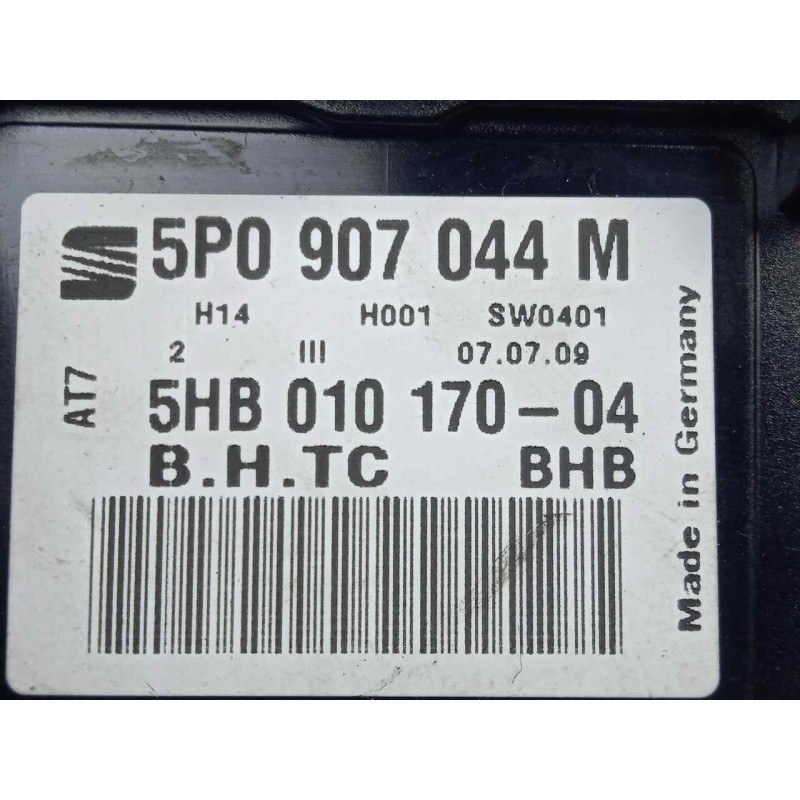 5P0 907 044 M
H14 H001 SW0401
2 III 07.07.09
AT7
5HB 010 170-04
B.H.TC BHB
Made in Germany